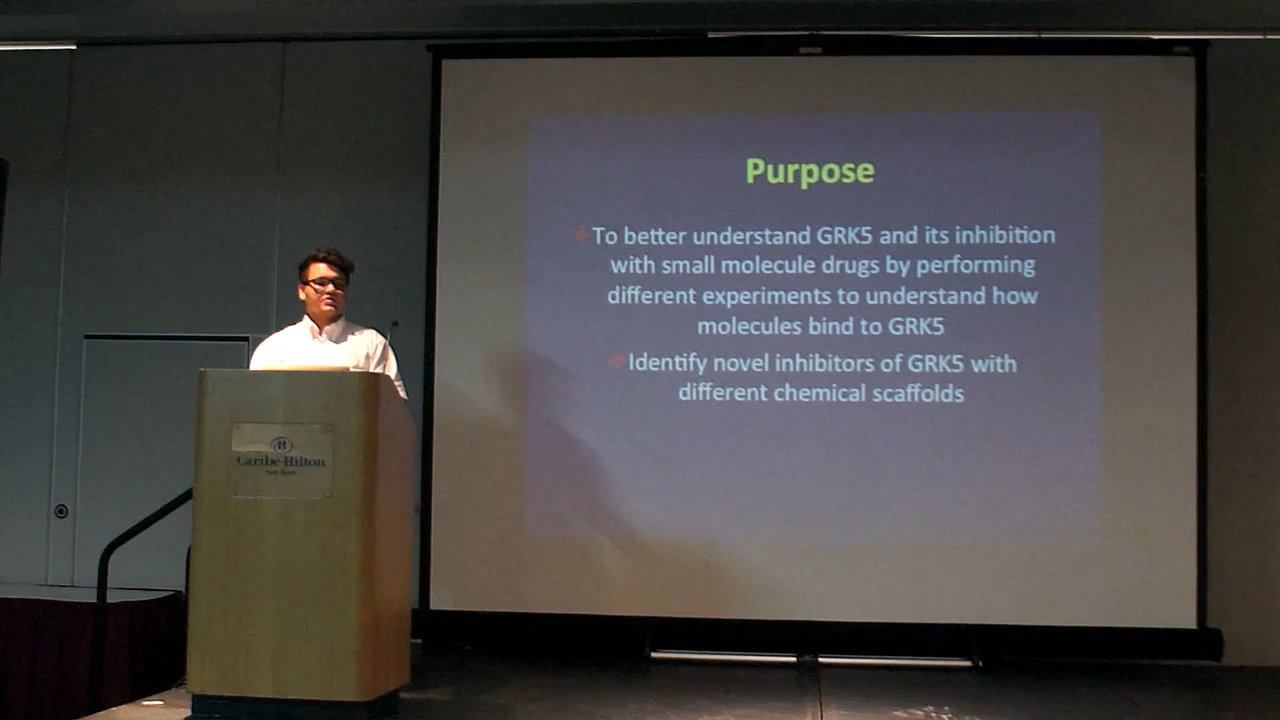 Purpose
To better understand GRK5 and its inhibition
with small molecule drugs by performing
different experiments to understand how
molecules bind to GRK5
Identify novel inhibitors of GRK5 with
different chemical scaffolds
Caribe Hilton